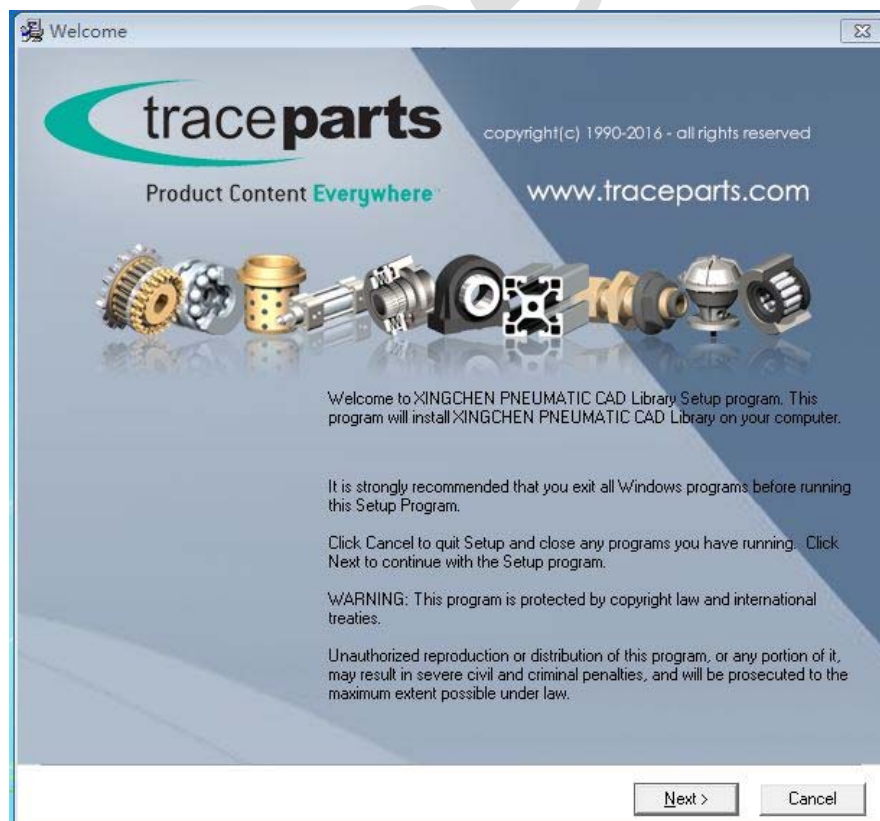 Welcome
traceparts
copyright(c) 1990-2016 - all rights reserved
Product Content Everywhere
www.traceparts.com
Welcome to XINGCHEN PNEUMATIC CAD Library Setup program. This
program will install XINGCHEN PNEUMATIC CAD Library on your computer.
It is strongly recommended that you exit all Windows programs before running
this Setup Program.
Click Cancel to quit Setup and close any programs you have running. Click
Next to continue with the Setup program.
WARNING: This program is protected by copyright law and international
treaties.
Unauthorized reproduction or distribution of this program, or any portion of it,
may result in severe civil and criminal penalties, and will be prosecuted to the
maximum extent possible under law.
Next >
Cancel